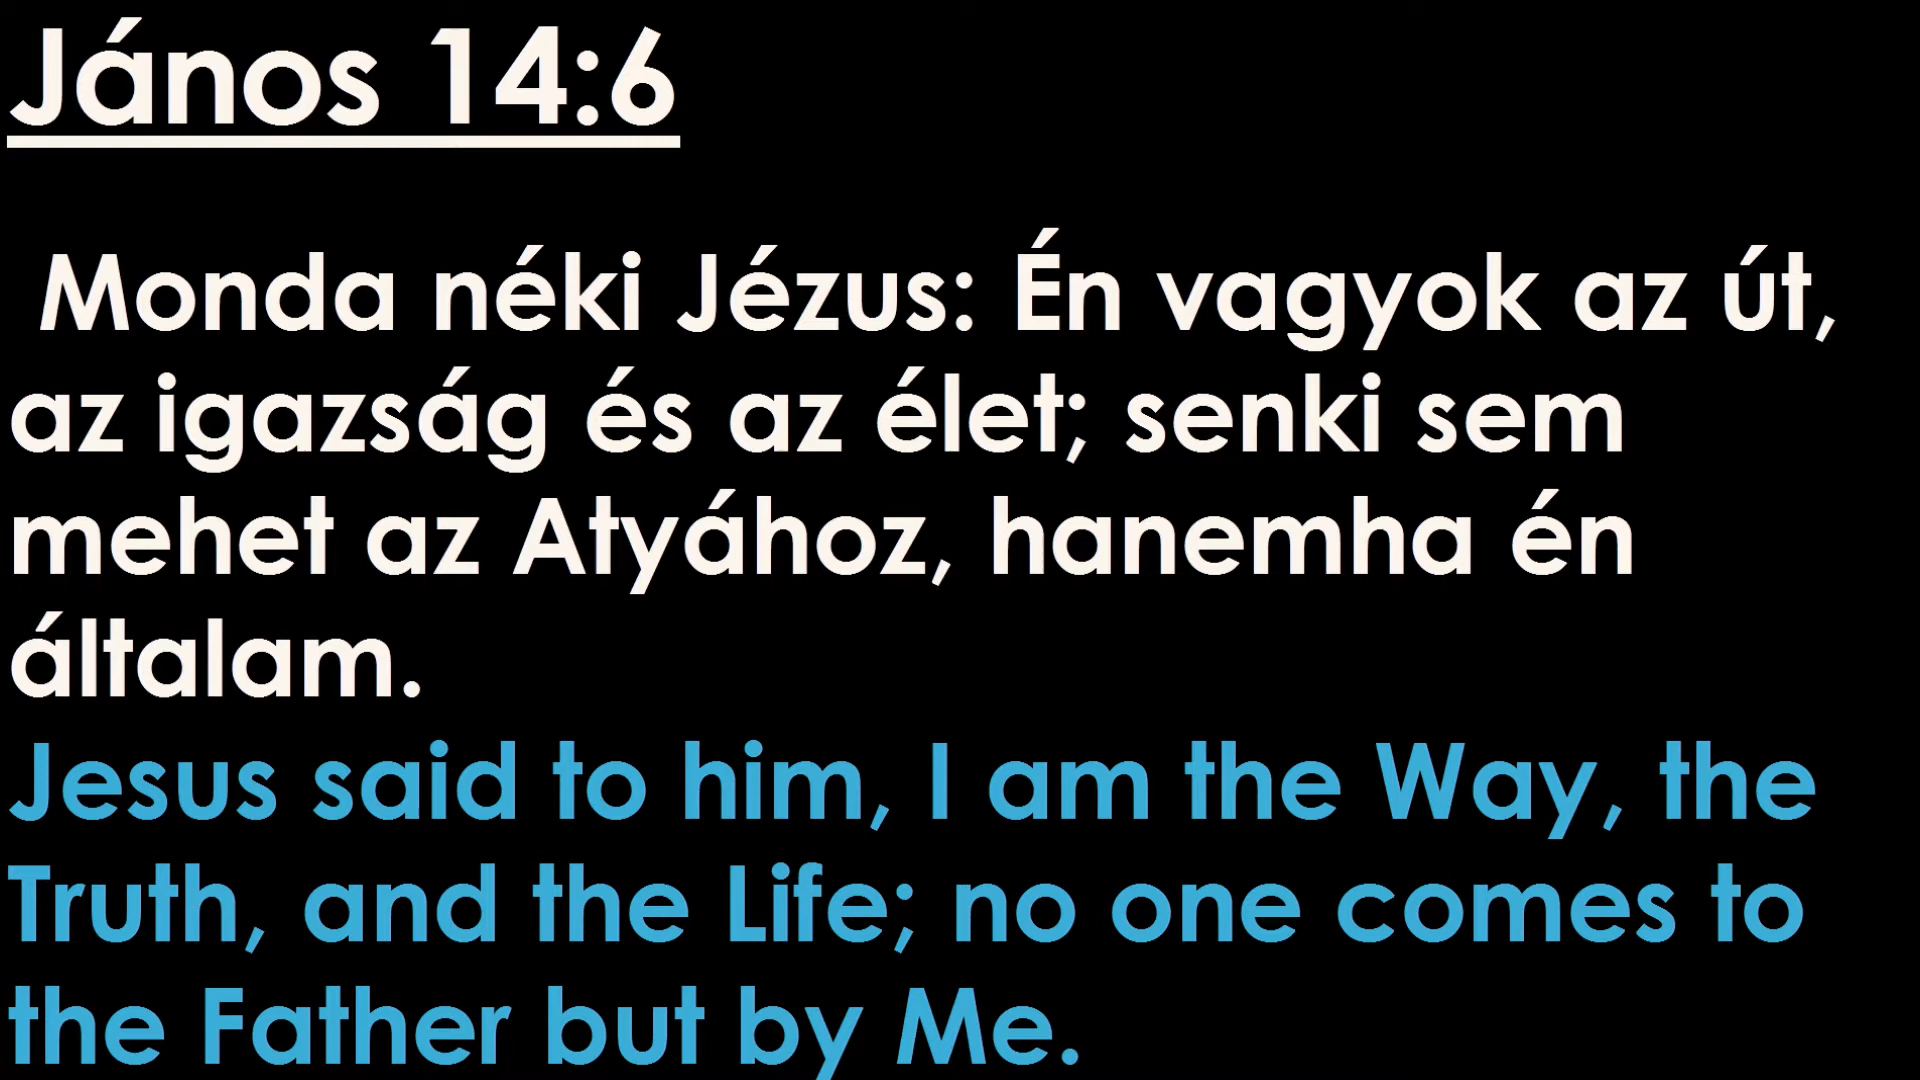 János 14:6
Monda néki Jézus: Én vagyok az út,
az igazság és az élet; senki sem
mehet az Atyához, hanemha én
általam.
Jesus said to him, I am the Way, the
Truth, and the Life; no one comes to
the Father but by Me.